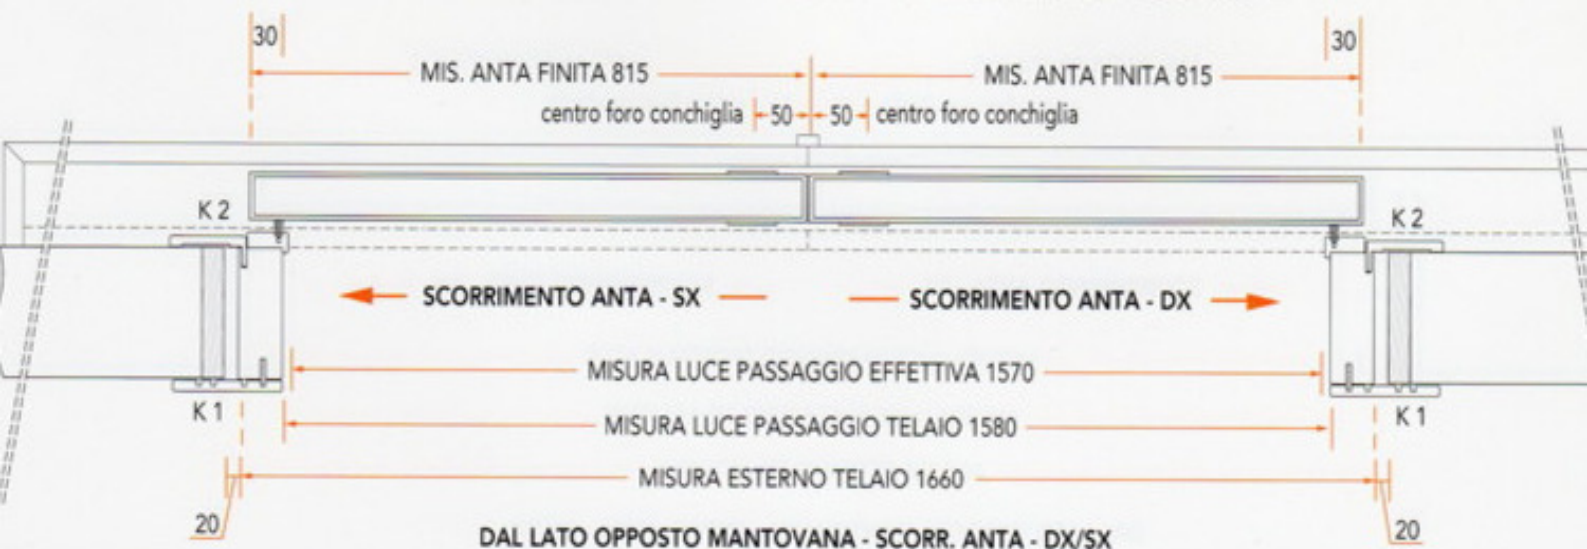 30
30
MIS. ANTA FINITA 815
MIS. ANTA FINITA 815
centro foro conchiglia 50 50 centro foro conchiglia
K 2
K 2
SCORRIMENTO ANTA - SX
SCORRIMENTO ANTA - DX
MISURA LUCE PASSAGGIO EFFETTIVA 1570
K 1
K 1
MISURA LUCE PASSAGGIO TELAIO 1580
MISURA ESTERNO TELAIO 1660
20
20
DAL LATO OPPOSTO MANTOVANA - SCORR. ANTA - DX/SX